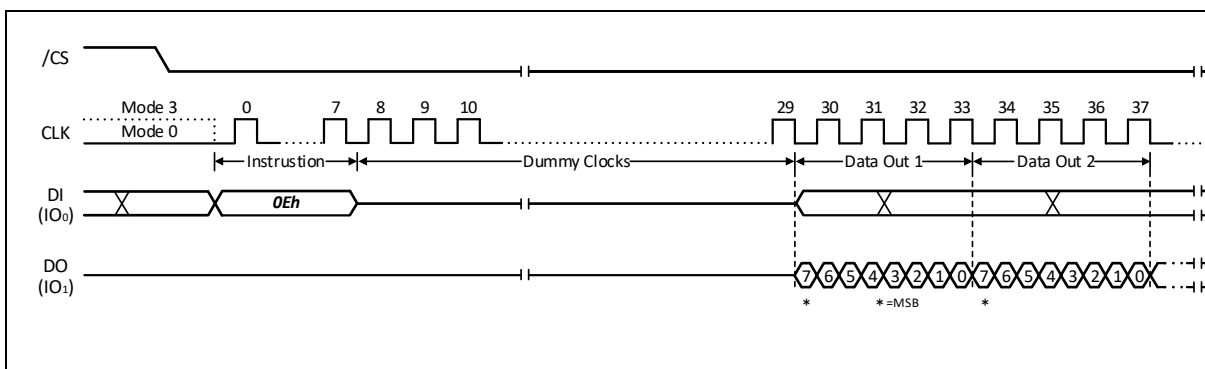 /CS
Mode 3
0 7 8 9 10 29 30 31 32 33 34 35 36 37
CLK
Mode 0
Instrustion
Dummy Clocks
Data Out 1
Data Out 2
DI
(IO0)
0Eh
DO
(IO1)
7 6 5 4 3 2 1 0 7 6 5 4 3 2 1 0
* * =MSB *